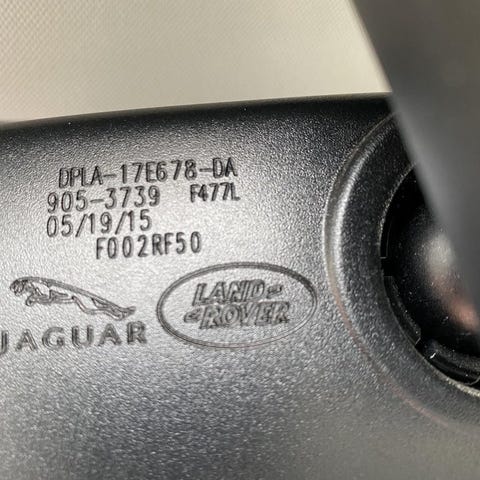 DPLA-17E678-DA
905-3739 F477L
05/19/15
F002RF50
JAGUAR
LAND-
-ROVER